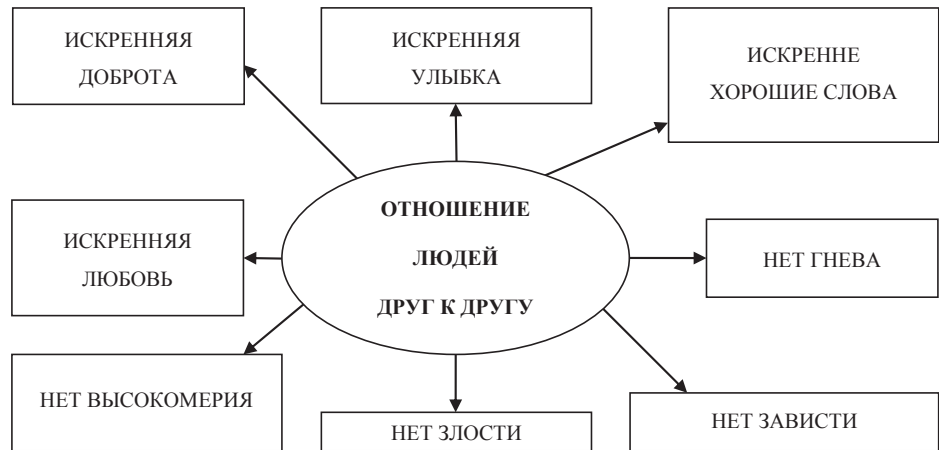 ИСКРЕННЯЯ
ДОБРОТА
ИСКРЕННЯЯ
УЛЫБКА
ИСКРЕННЕ
ХОРОШИЕ СЛОВА
ОТНОШЕНИЕ
ЛЮДЕЙ
ДРУГ К ДРУГУ
ИСКРЕННЯЯ
ЛЮБОВЬ
НЕТ ГНЕВА
НЕТ ВЫСОКОМЕРИЯ
НЕТ ЗЛОСТИ
НЕТ ЗАВИСТИ